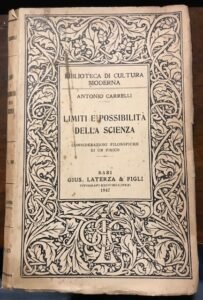 BIBLIOTECA DI CULTURA
MODERNA
ANTONIO CARRELLI
LIMITI E POSSIBILITÀ
DELLA SCIENZA
CONSIDERAZIONI FILOSOFICHE
DI UN FISICO
BARI
GIUS. LATERZA & FIGLI
1947